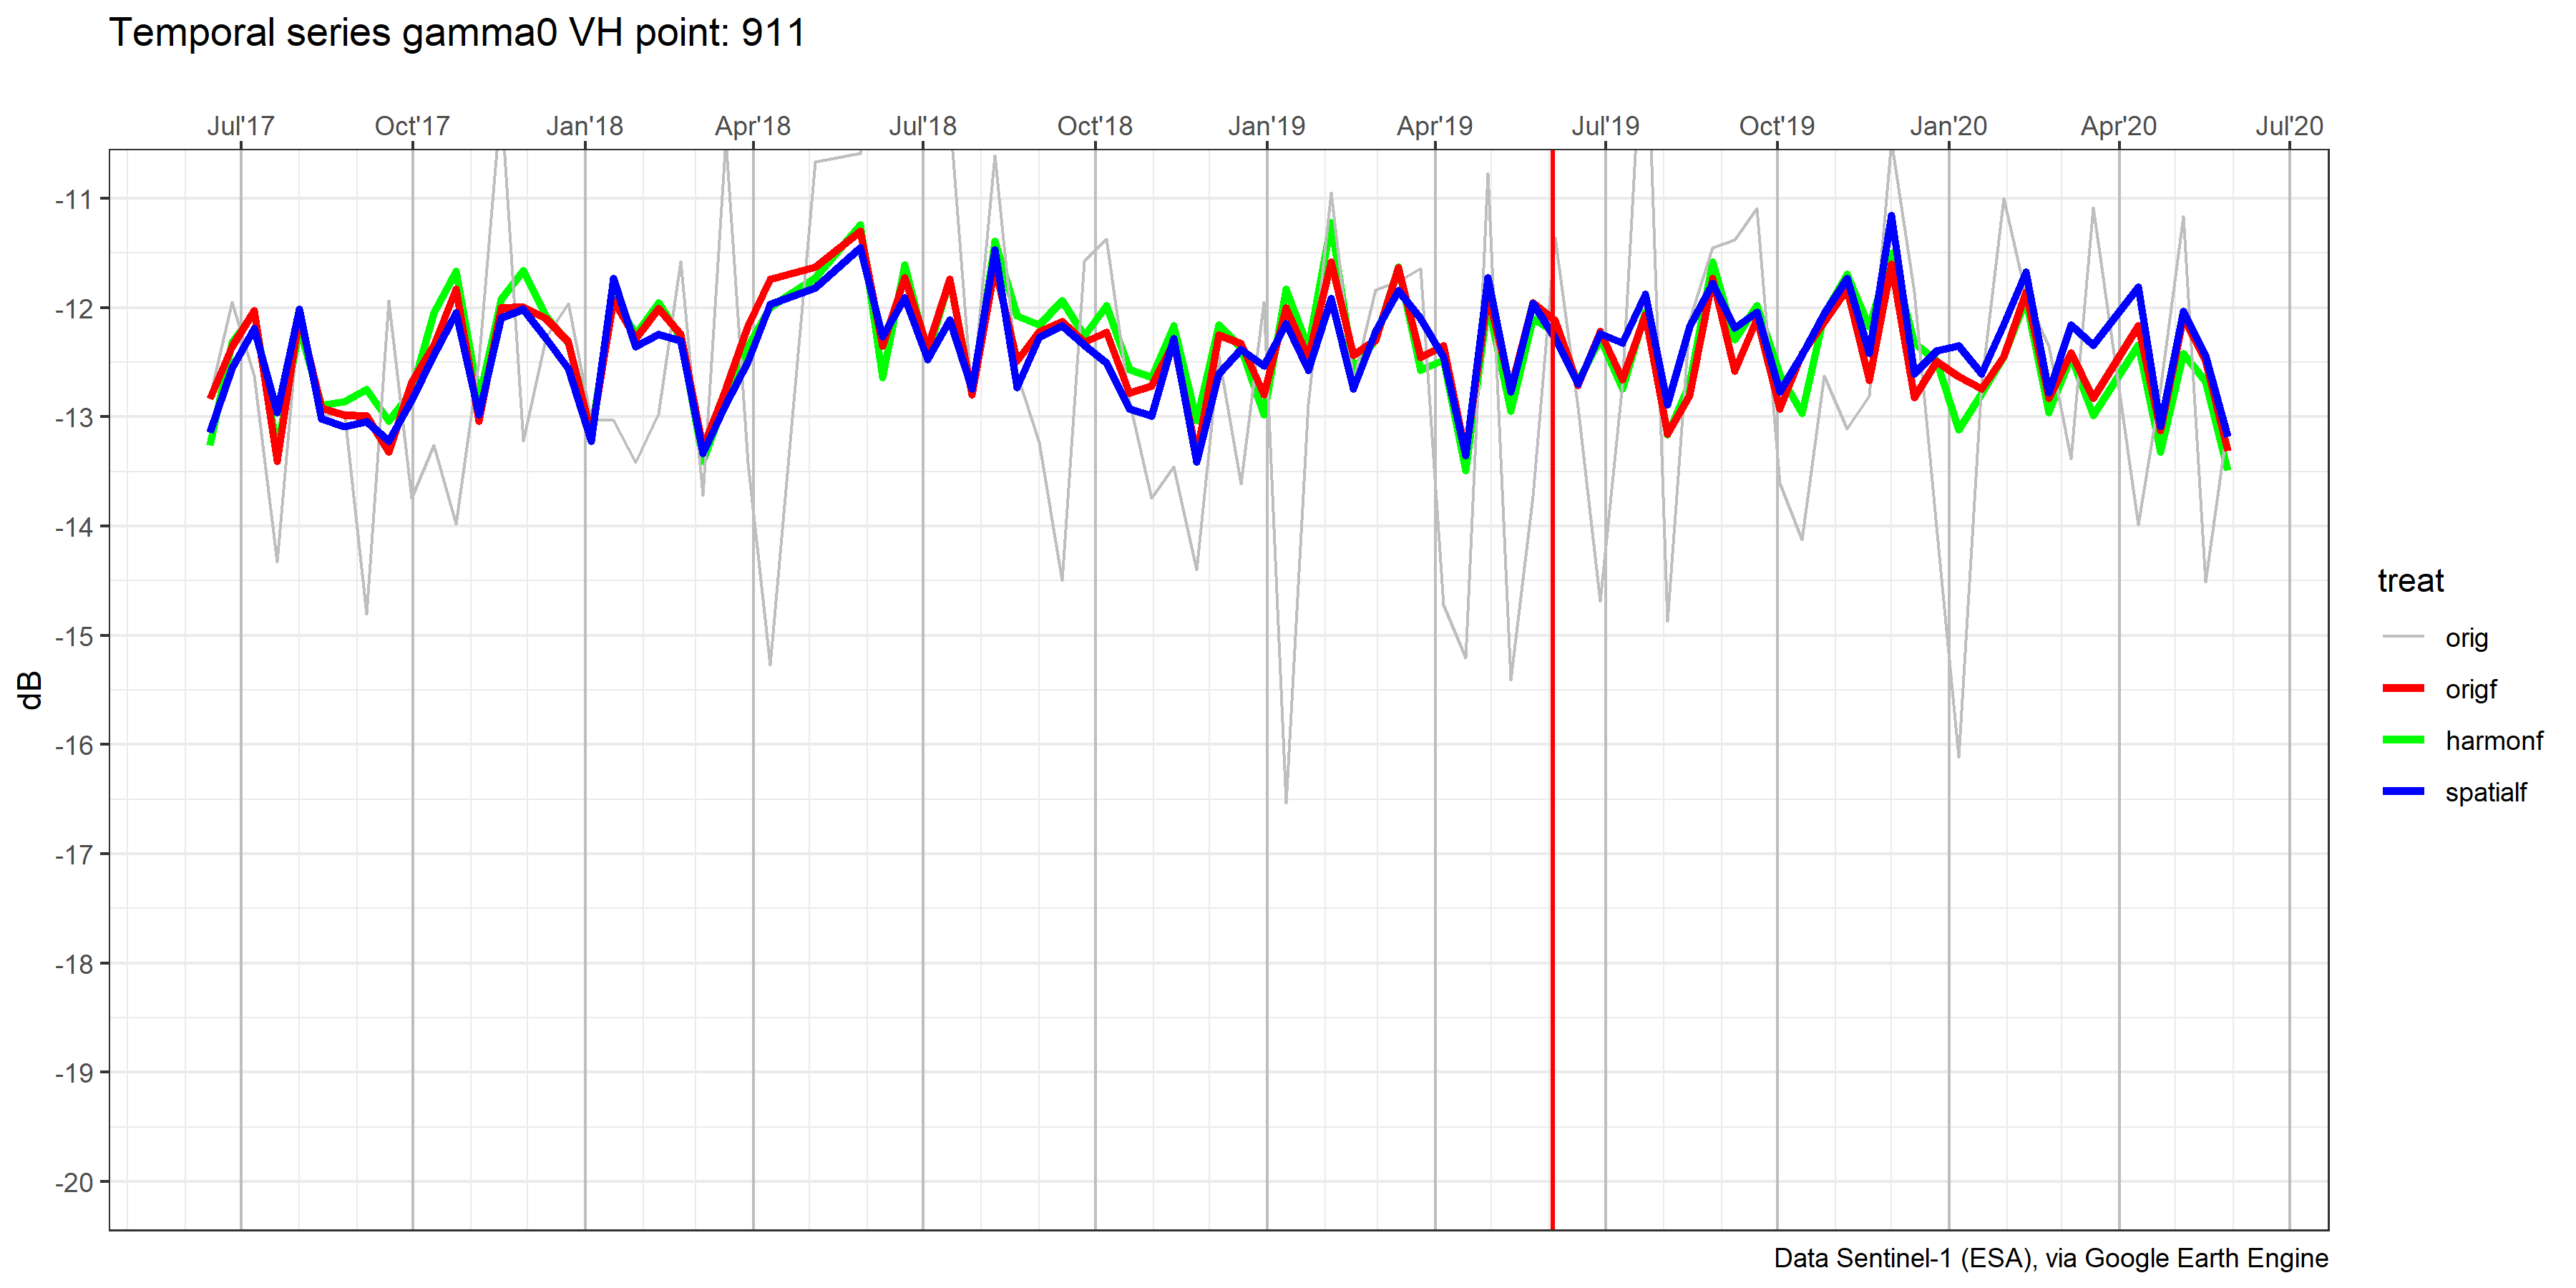 Temporal series gamma0 VH point: 911
Jul'17 Oct'17 Jan'18 Apr'18 Jul'18 Oct'18 Jan'19 Apr'19 Jul'19 Oct'19 Jan'20 Apr'20 Jul'20
-11
-12
-13
-14
-15
-16
-17
-18
-19
-20
dB
treat
orig
origf
harmonf
spatialf
Data Sentinel-1 (ESA), via Google Earth Engine